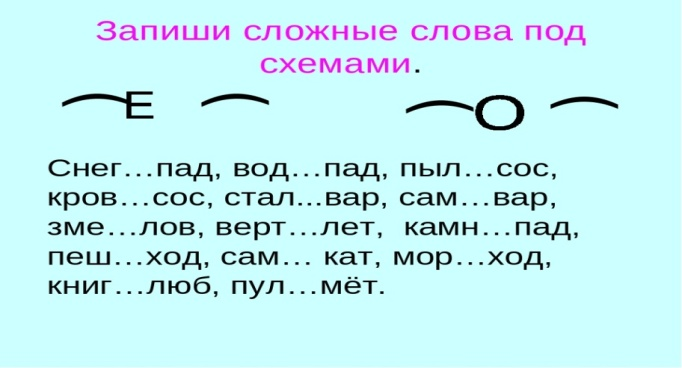 Запиши сложные слова под
схемами.
Е О
Снег…пад, вод…пад, пыл…сос,
кров…сос, стал...вар, сам…вар,
зме…лов, верт…лет, камн…пад,
пеш…ход, сам… кат, мор…ход,
книг…люб, пул…мёт.